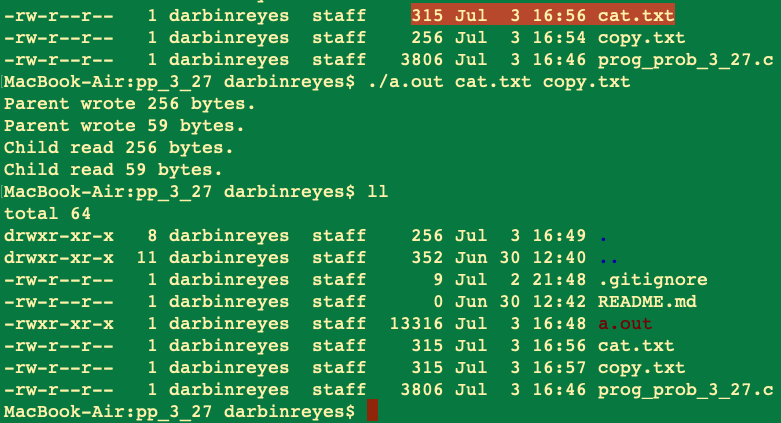 -rw-r--r--   1 darbinreyes  staff    315 Jul  3 16:56 cat.txt
-rw-r--r--   1 darbinreyes  staff    256 Jul  3 16:54 copy.txt
-rw-r--r--   1 darbinreyes  staff   3806 Jul  3 16:46 prog_prob_3_27.c
MacBook-Air:pp_3_27 darbinreyes$ ./a.out cat.txt copy.txt
Parent wrote 256 bytes.
Parent wrote 59 bytes.
Child read 256 bytes.
Child read 59 bytes.
MacBook-Air:pp_3_27 darbinreyes$ ll
total 64
drwxr-xr-x   8 darbinreyes  staff    256 Jul  3 16:49 .
drwxr-xr-x  11 darbinreyes  staff    352 Jun 30 12:40 ..
-rw-r--r--   1 darbinreyes  staff      9 Jul  2 21:48 .gitignore
-rw-r--r--   1 darbinreyes  staff      0 Jun 30 12:42 README.md
-rwxr-xr-x   1 darbinreyes  staff  13316 Jul  3 16:48 a.out
-rw-r--r--   1 darbinreyes  staff    315 Jul  3 16:56 cat.txt
-rw-r--r--   1 darbinreyes  staff    315 Jul  3 16:57 copy.txt
-rw-r--r--   1 darbinreyes  staff   3806 Jul  3 16:46 prog_prob_3_27.c
MacBook-Air:pp_3_27 darbinreyes$